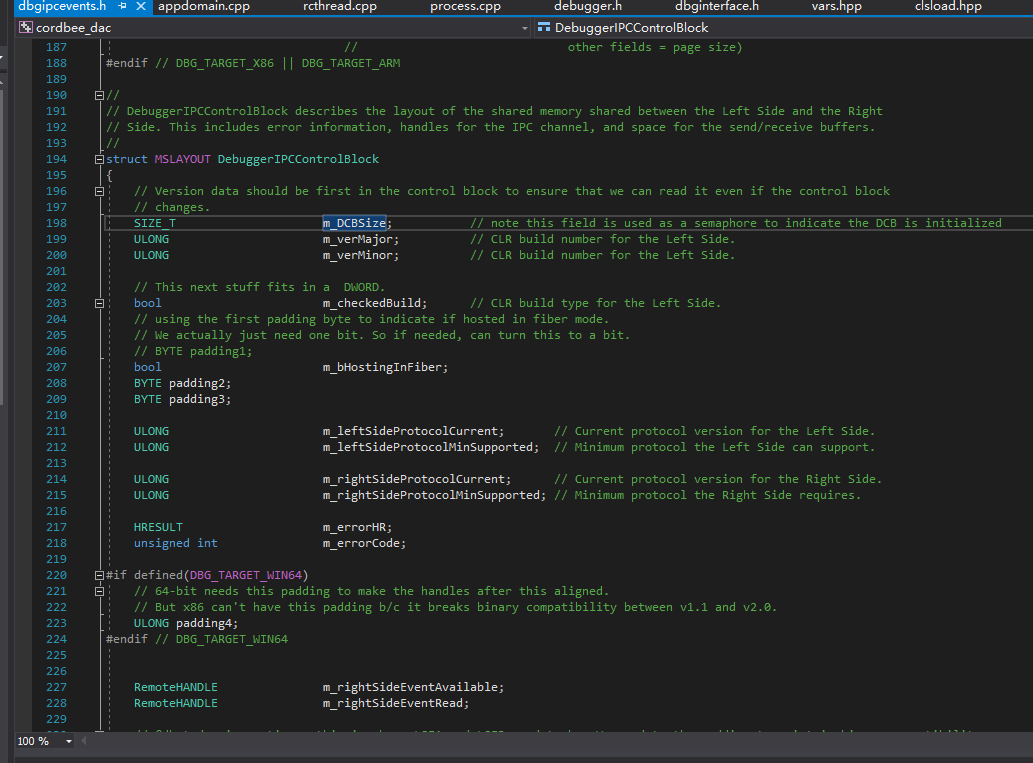 dbgipcevents.h appdomain.cpp rcthread.cpp process.cpp debugger.h dbginterface.h vars.hpp clsload.hpp
cordbee_dac DebuggerIPCControlBlock
187 // other fields = page size)
188 #endif // DBG_TARGET_X86 || DBG_TARGET_ARM
189
190 //
191 // DebuggerIPCControlBlock describes the layout of the shared memory shared between the Left Side and the Right
192 // Side. This includes error information, handles for the IPC channel, and space for the send/receive buffers.
193 //
194 struct MSLAYOUT DebuggerIPCControlBlock
195 {
196 // Version data should be first in the control block to ensure that we can read it even if the control block
197 // changes.
198 SIZE_T m_DCBSize; // note this field is used as a semaphore to indicate the DCB is initialized
199 ULONG m_verMajor; // CLR build number for the Left Side.
200 ULONG m_verMinor; // CLR build number for the Left Side.
201
202 // This next stuff fits in a DWORD.
203 bool m_checkedBuild; // CLR build type for the Left Side.
204 // using the first padding byte to indicate if hosted in fiber mode.
205 // We actually just need one bit. So if needed, can turn this to a bit.
206 // BYTE padding1;
207 bool m_bHostingInFiber;
208 BYTE padding2;
209 BYTE padding3;
210
211 ULONG m_leftSideProtocolCurrent; // Current protocol version for the Left Side.
212 ULONG m_leftSideProtocolMinSupported; // Minimum protocol the Left Side can support.
213
214 ULONG m_rightSideProtocolCurrent; // Current protocol version for the Right Side.
215 ULONG m_rightSideProtocolMinSupported; // Minimum protocol the Right Side requires.
216
217 HRESULT m_errorHR;
218 unsigned int m_errorCode;
219
220 #if defined(DBG_TARGET_WIN64)
221 // 64-bit needs this padding to make the handles after this aligned.
222 // But x86 can't have this padding b/c it breaks binary compatibility between v1.1 and v2.0.
223 ULONG padding4;
224 #endif // DBG_TARGET_WIN64
225
226
227 RemoteHANDLE m_rightSideEventAvailable;
228 RemoteHANDLE m_rightSideEventRead;
229
100 %